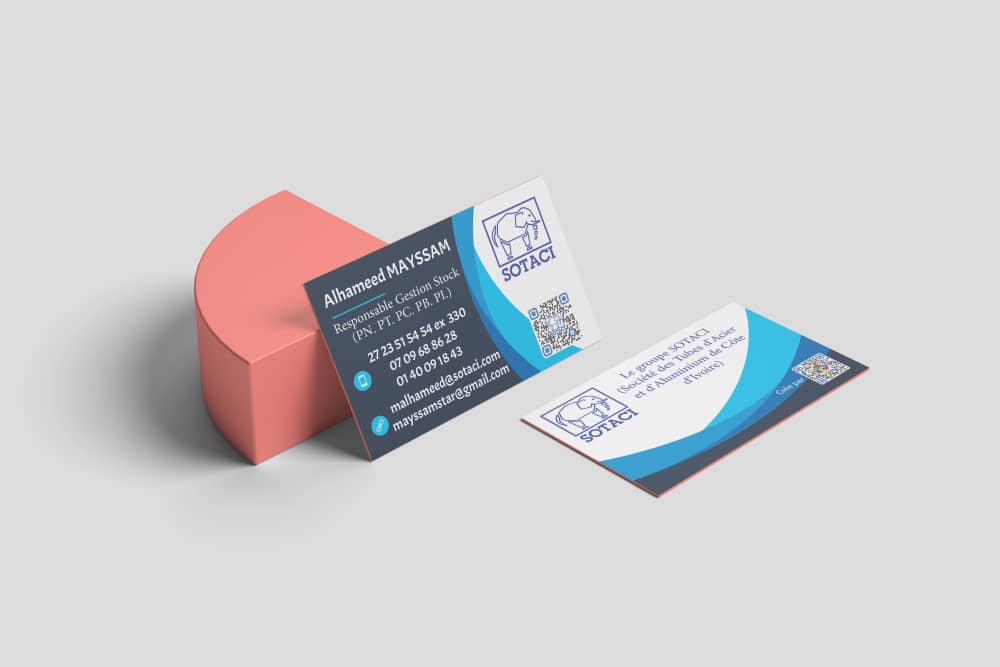 Alhameed MAYSSAM
Responsable Gestion Stock
(PN, PT, PC, PB, PL)
27 23 51 54 54 ex 330
07 09 68 86 28
01 40 09 18 43
malhameed@sotaci.com
mayssamstar@gmail.com
SOTACI
SOTACI
Le groupe SOTACI
(Société des Tubes d'Acier
et d'Aluminium de Côte
d'Ivoire)
Crée par